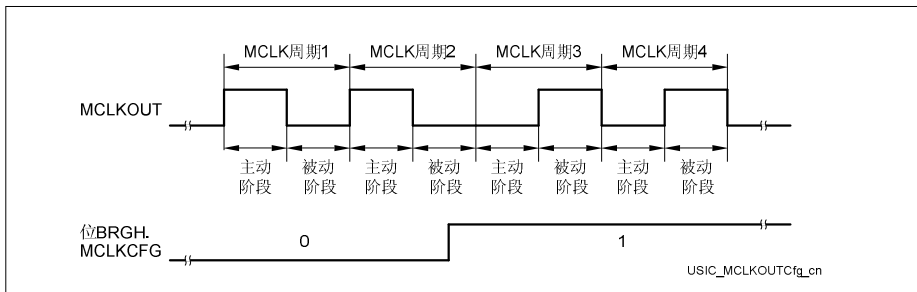 MCLK周期1 MCLK周期2 MCLK周期3 MCLK周期4
MCLKOUT
主动 被动 主动 被动 主动 被动 主动 被动
阶段 阶段 阶段 阶段 阶段 阶段 阶段 阶段
位BRGH.
MCLKCFG
0 1
USIC_MCLKOUTCfg_cn